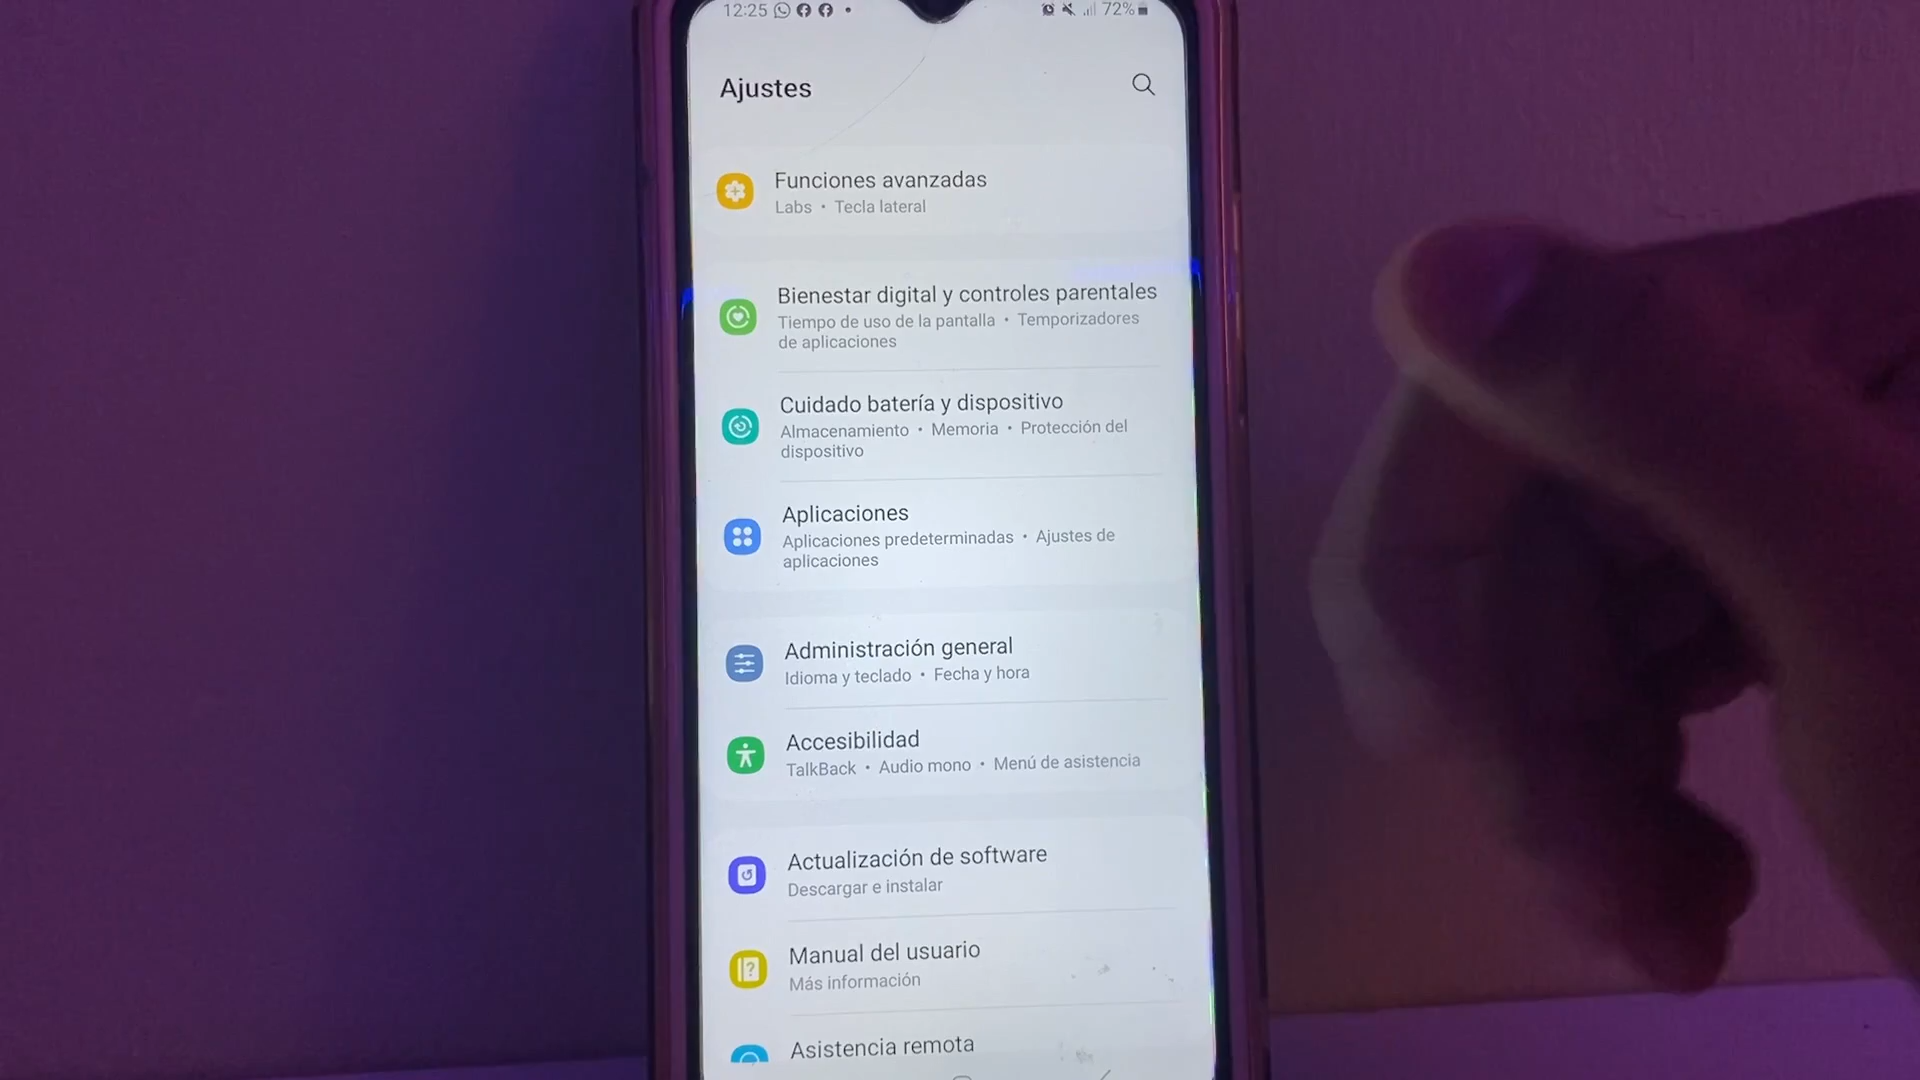 12:25 72%
Ajustes
Funciones avanzadas
Labs • Tecla lateral
Bienestar digital y controles parentales
Tiempo de uso de la pantalla • Temporizadores
de aplicaciones
Cuidado batería y dispositivo
Almacenamiento • Memoria • Protección del
dispositivo
Aplicaciones
Aplicaciones predeterminadas • Ajustes de
aplicaciones
Administración general
Idioma y teclado • Fecha y hora
Accesibilidad
TalkBack • Audio mono • Menú de asistencia
Actualización de software
Descargar e instalar
Manual del usuario
Más información
Asistencia remota